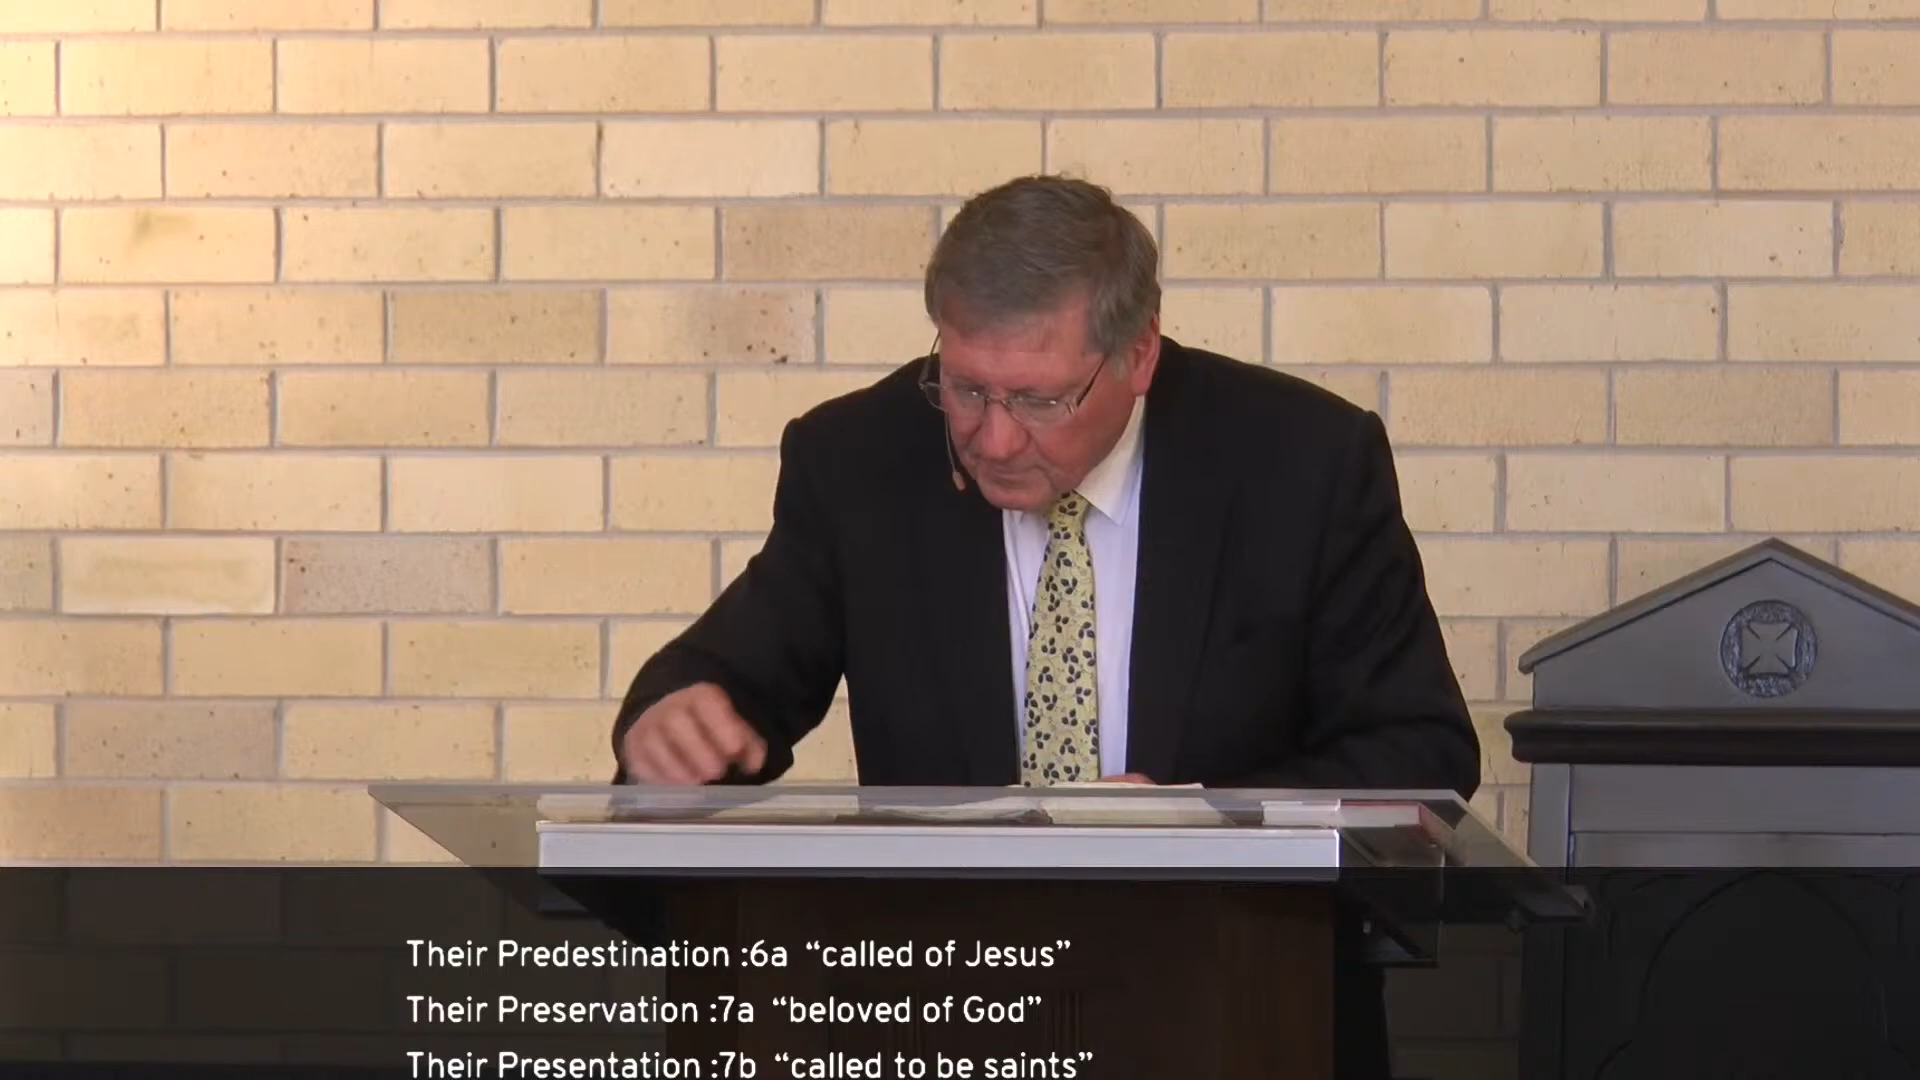 Their Predestination :6a “called of Jesus”
Their Preservation :7a “beloved of God”
Their Presentation :7b “called to be saints”